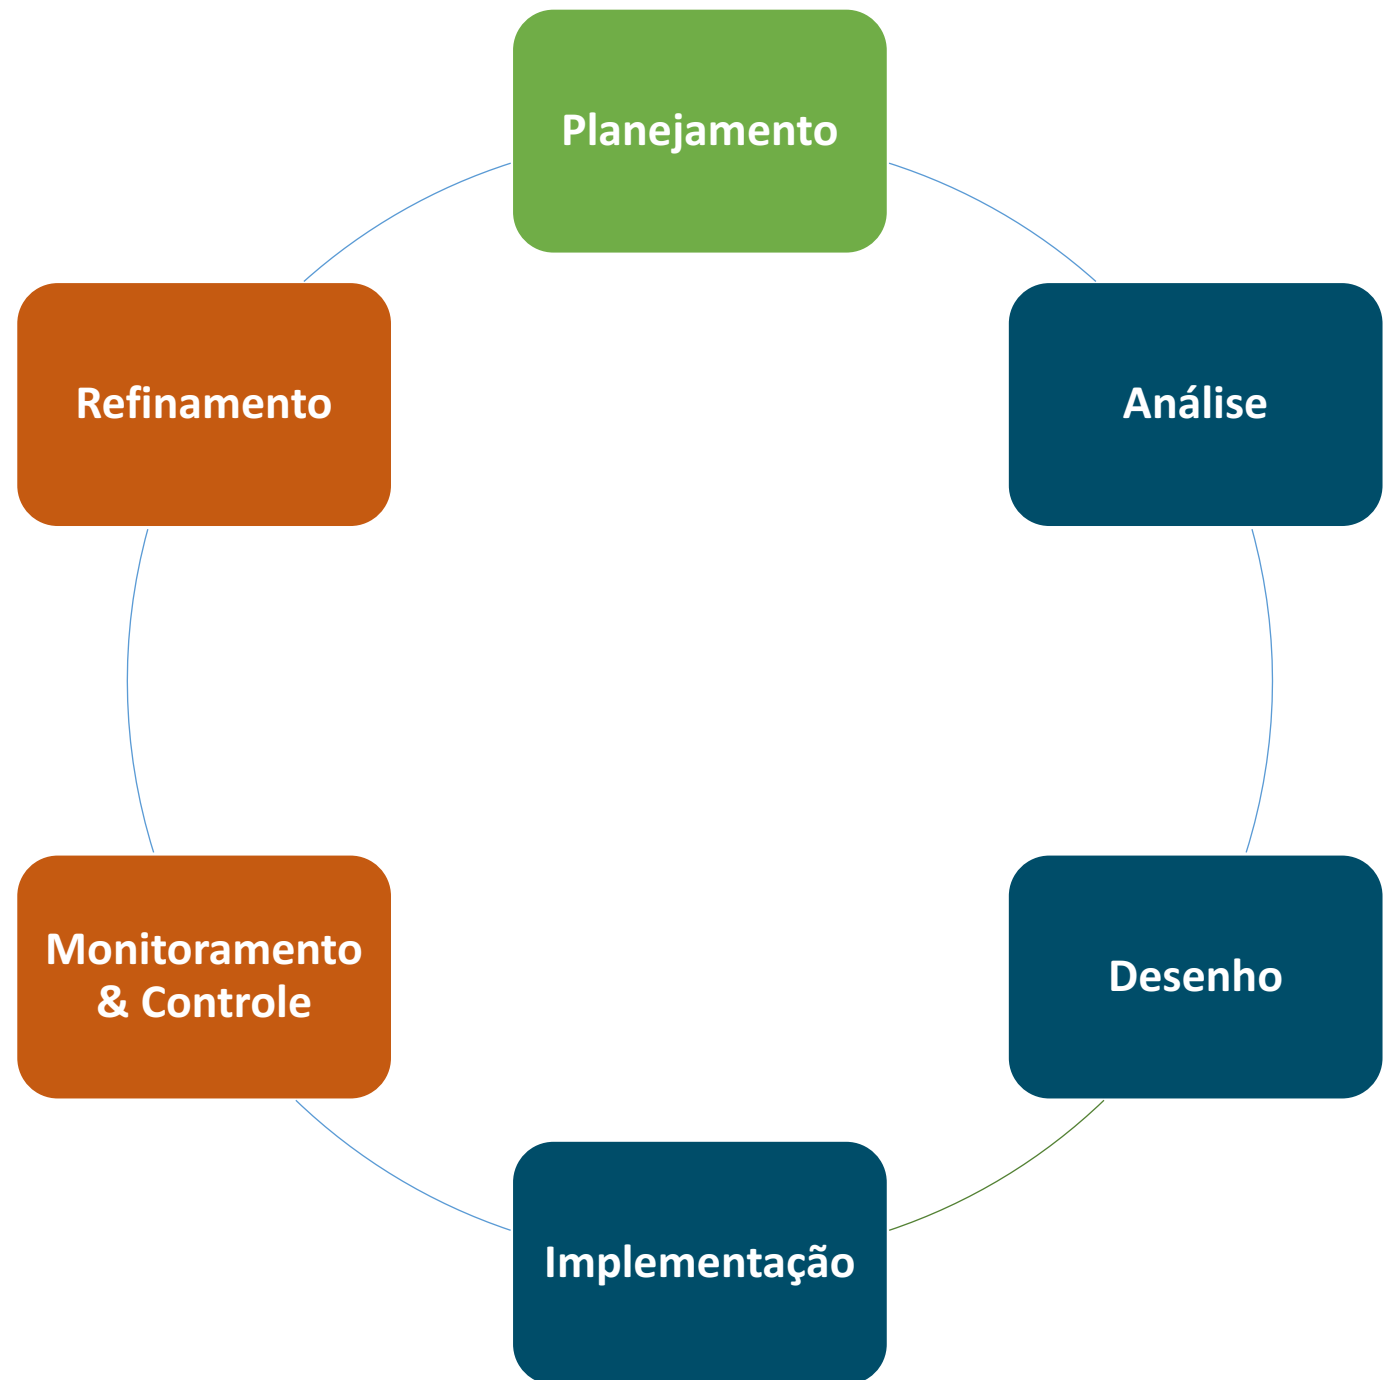 Planejamento
Análise
Desenho
Implementação
Monitoramento
& Controle
Refinamento